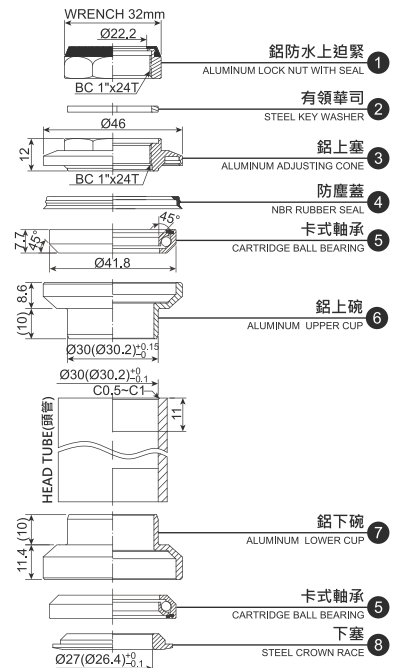 WRENCH 32mm
Ø22.2
鋁防水上迫緊
ALUMINUM LOCK NUT WITH SEAL
1
BC 1"x24T
有領華司
STEEL KEY WASHER
2
Ø46
12
鋁上塞
ALUMINUM ADJUSTING CONE
3
BC 1"x24T
防塵蓋
NBR RUBBER SEAL
4
45°
卡式軸承
CARTRIDGE BALL BEARING
5
7.7
45°
Ø41.8
8.6
(10)
鋁上碗
ALUMINUM UPPER CUP
6
Ø30(Ø30.2)+0.15 -0
Ø30(Ø30.2)+0 -0.1
C0.5~C1
11
HEAD TUBE(頭管)
(10)
11.4
鋁下碗
ALUMINUM LOWER CUP
7
卡式軸承
CARTRIDGE BALL BEARING
5
下塞
STEEL CROWN RACE
8
Ø27(Ø26.4)+0 -0.1